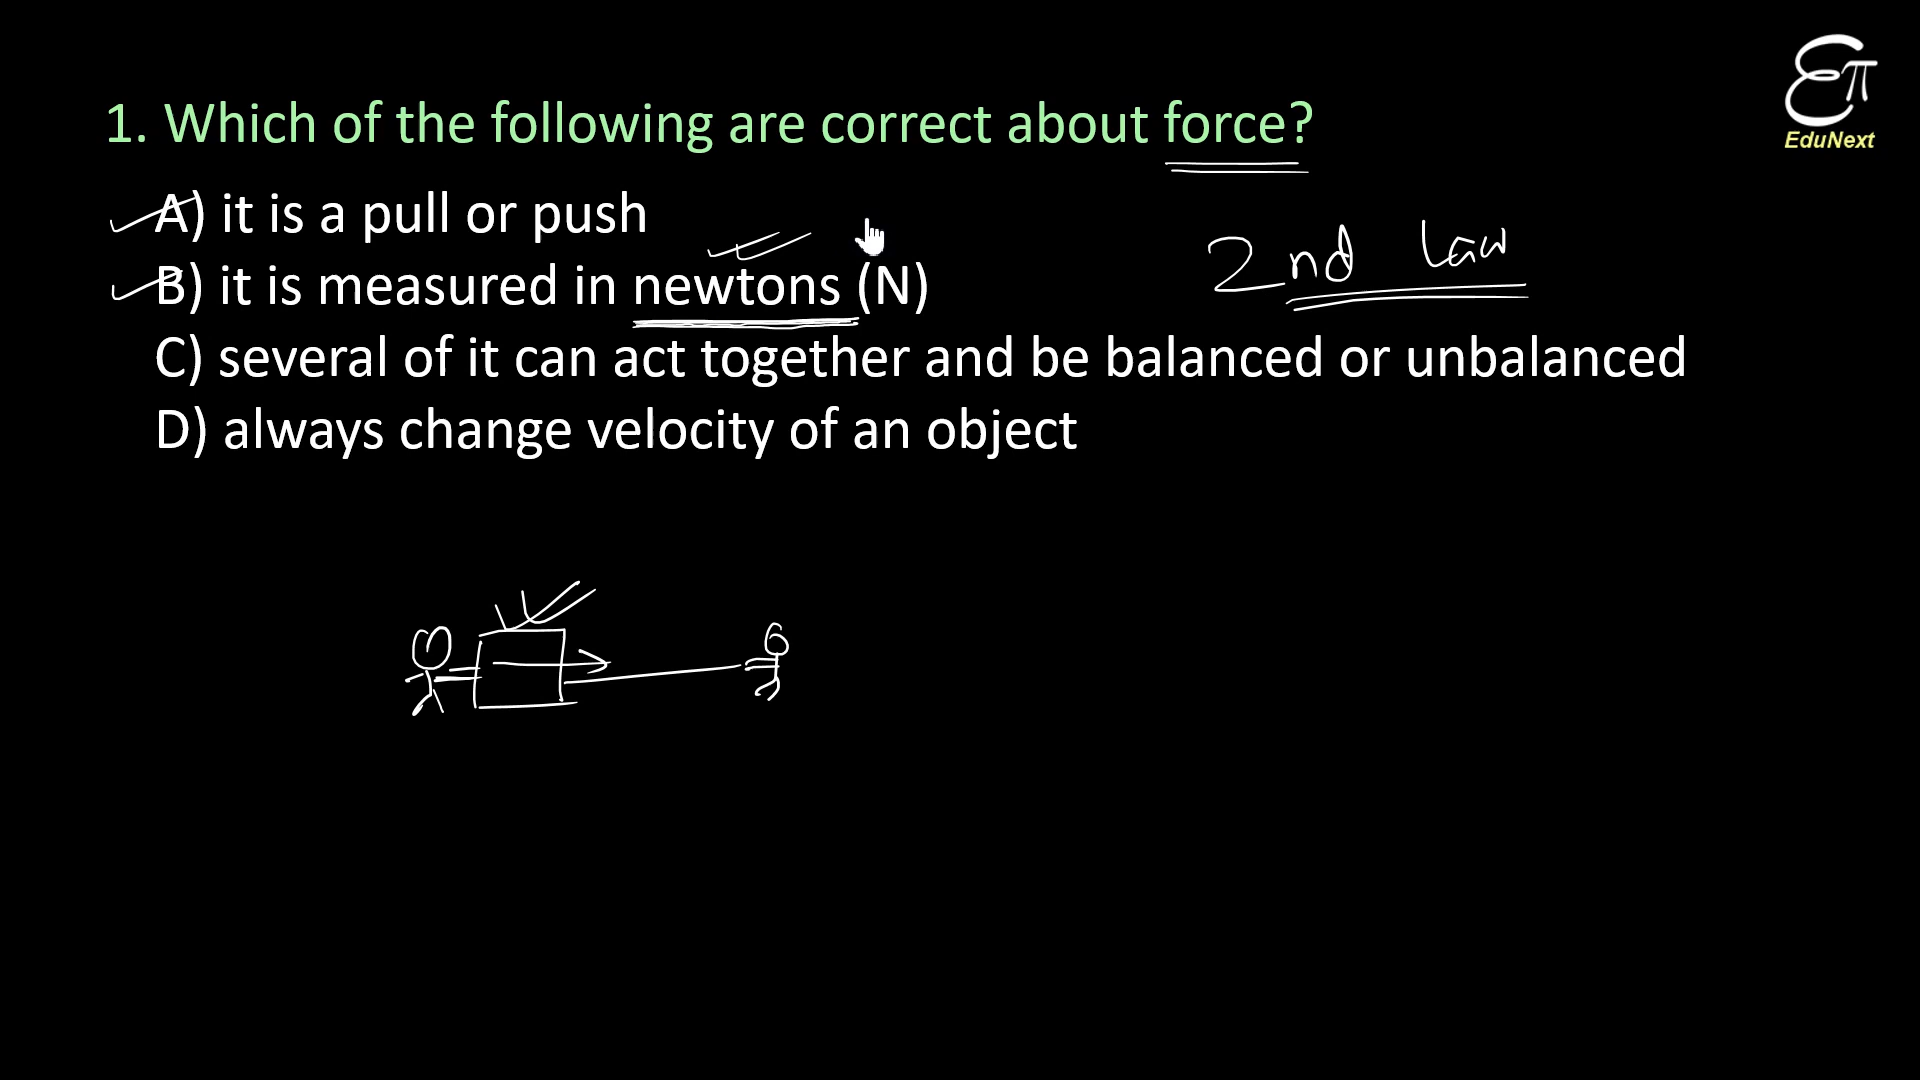 1. Which of the following are correct about force?
A) it is a pull or push
B) it is measured in newtons (N)
C) several of it can act together and be balanced or unbalanced
D) always change velocity of an object
2nd law
επ
EduNext